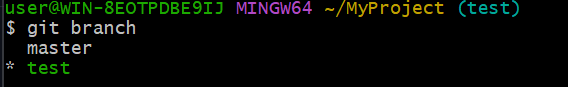 user@WIN-8EOTPDBE9IJ MINGW64 ~/MyProject (test)
$ git branch
  master
* test